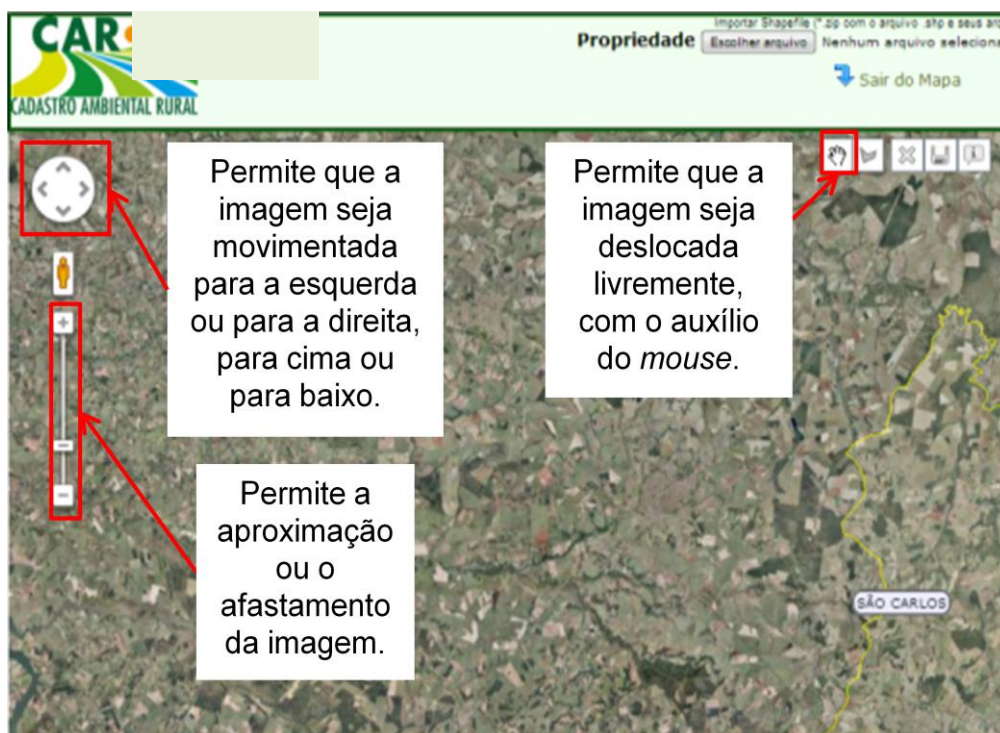 CAR
CADASTRO AMBIENTAL RURAL
Importar Shapefile (*.zip com o arquivo .shp e seus
Propriedade Escolher arquivo Nenhum arquivo
Sair do Mapa
Permite que a
imagem seja
movimentada
para a esquerda
ou para a direita,
para cima ou
para baixo.
Permite que a
imagem seja
deslocada
livremente,
com o auxílio
do mouse.
Permite a
aproximação
ou o
afastamento
da imagem.
SÃO CARLOS